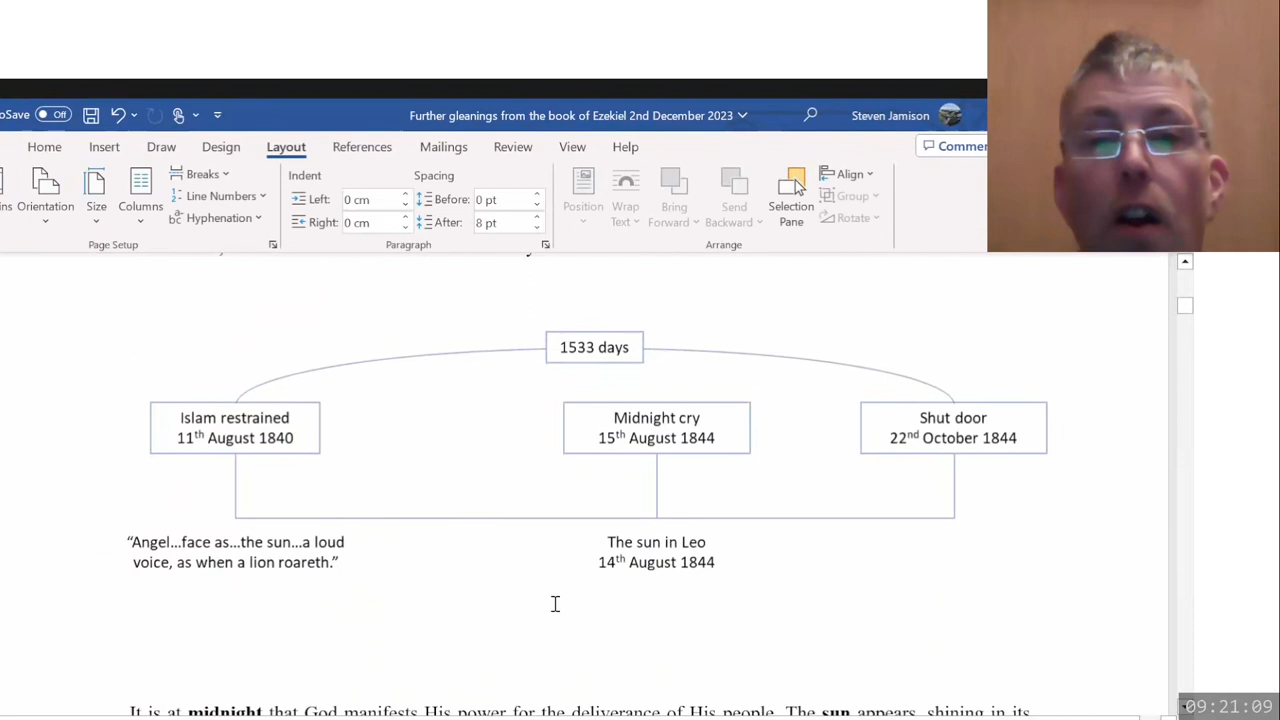 oSave Off Further gleanings from the book of Ezekiel 2nd December 2023 Steven Jamison
Home Insert Draw Design Layout References Mailings Review View Help Commen
Orientation Size Columns Breaks Line Numbers Hyphenation
Page Setup
Indent
Left: 0 cm
Right: 0 cm
Spacing
Before: 0 pt
After: 8 pt
Paragraph
Position
Wrap Text
Bring Forward
Send Backward
Selection Pane
Align
Group
Rotate
Arrange
1533 days
Islam restrained
11th August 1840
Midnight cry
15th August 1844
Shut door
22nd October 1844
“Angel…face as…the sun…a loud
voice, as when a lion roareth.”
The sun in Leo
14th August 1844
It is at midnight that God manifests His power for the deliverance of His people. The sun appears, shining in its
09:21:09